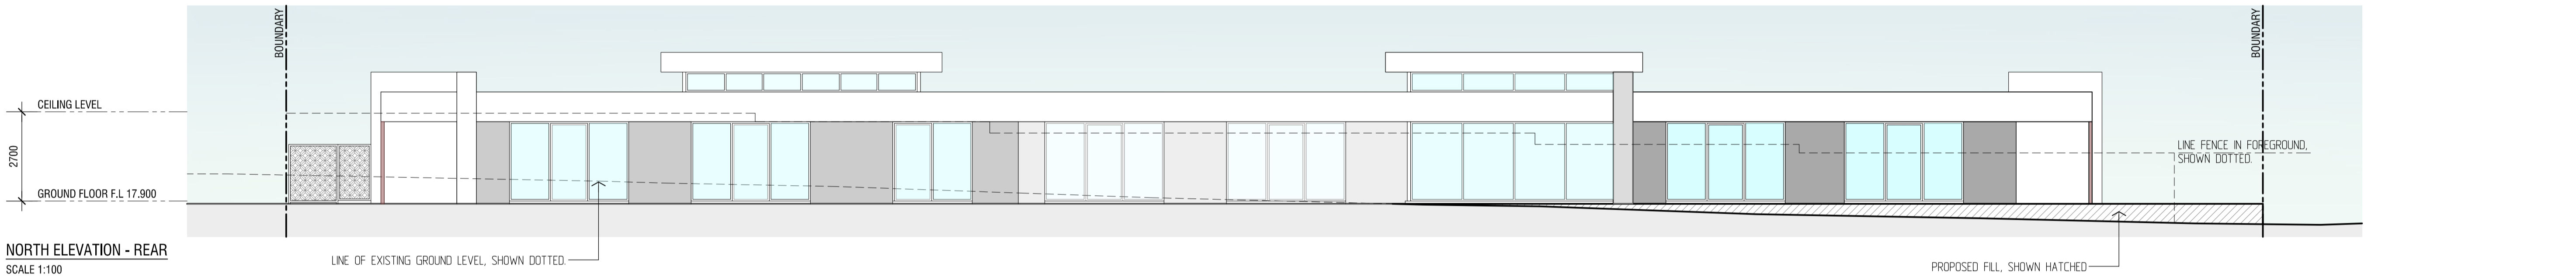 BOUNDARY
BOUNDARY
CEILING LEVEL
2700
LINE FENCE IN FOREGROUND,
SHOWN DOTTED.
GROUND FLOOR F.L 17.900
NORTH ELEVATION - REAR
SCALE 1:100
LINE OF EXISTING GROUND LEVEL, SHOWN DOTTED.
PROPOSED FILL, SHOWN HATCHED